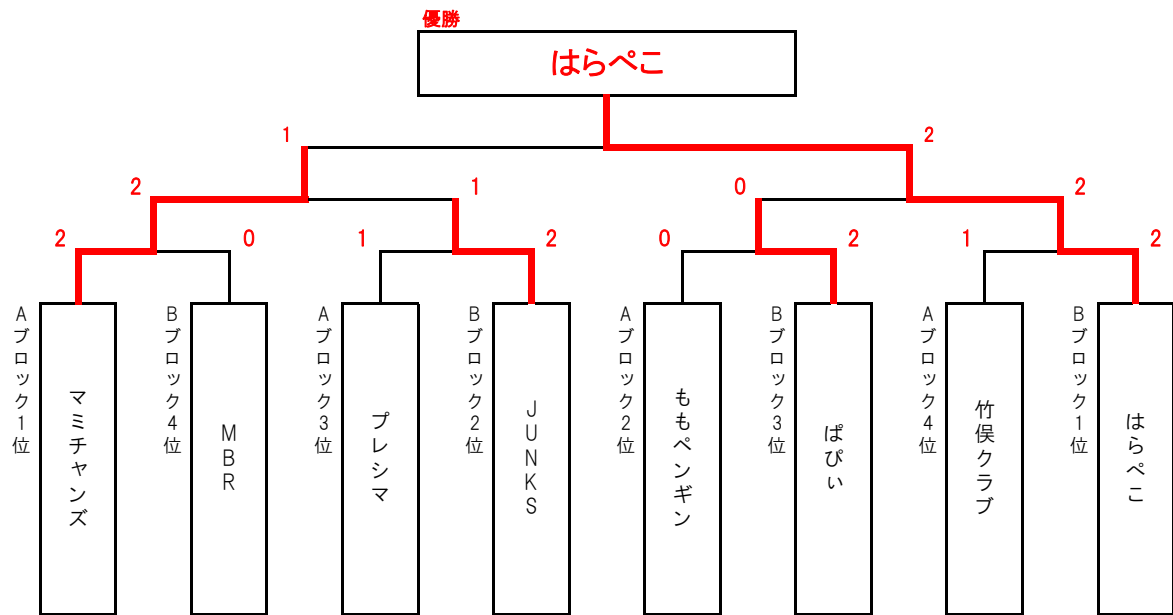 優勝
はらぺこ
1
2
2
1
0
2
2
0
1
2
0
2
1
2
Aブロック1位
マミチャンズ
Bブロック4位
MBR
Aブロック3位
プレシマ
Bブロック2位
JUNKS
Aブロック2位
ももペンギン
Bブロック3位
ぱぴぃ
Aブロック4位
竹俣クラブ
Bブロック1位
はらぺこ